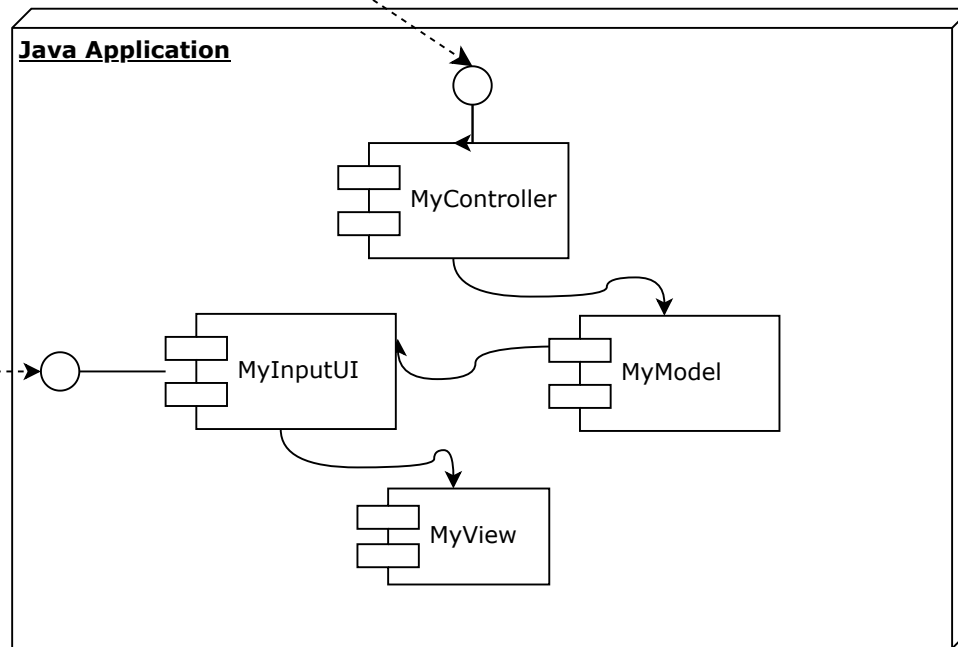 Java Application
MyController
MyInputUI
MyModel
MyView